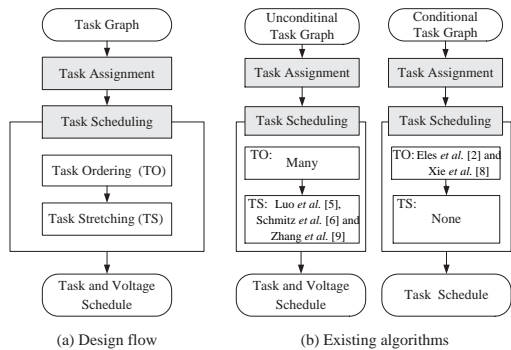 Task Graph
Task Assignment
Task Scheduling
Task Ordering (TO)
Task Stretching (TS)
Task and Voltage
Schedule
(a) Design flow
Unconditinal
Task Graph
Task Assignment
Task Scheduling
TO:
Many
TS: Luo et al. [5],
Schmitz et al. [6] and
Zhang et al. [9]
Task and Voltage
Schedule
Conditional
Task Graph
Task Assignment
Task Scheduling
TO: Eles et al. [2] and
Xie et al. [8]
TS:
None
Task Schedule
(b) Existing algorithms